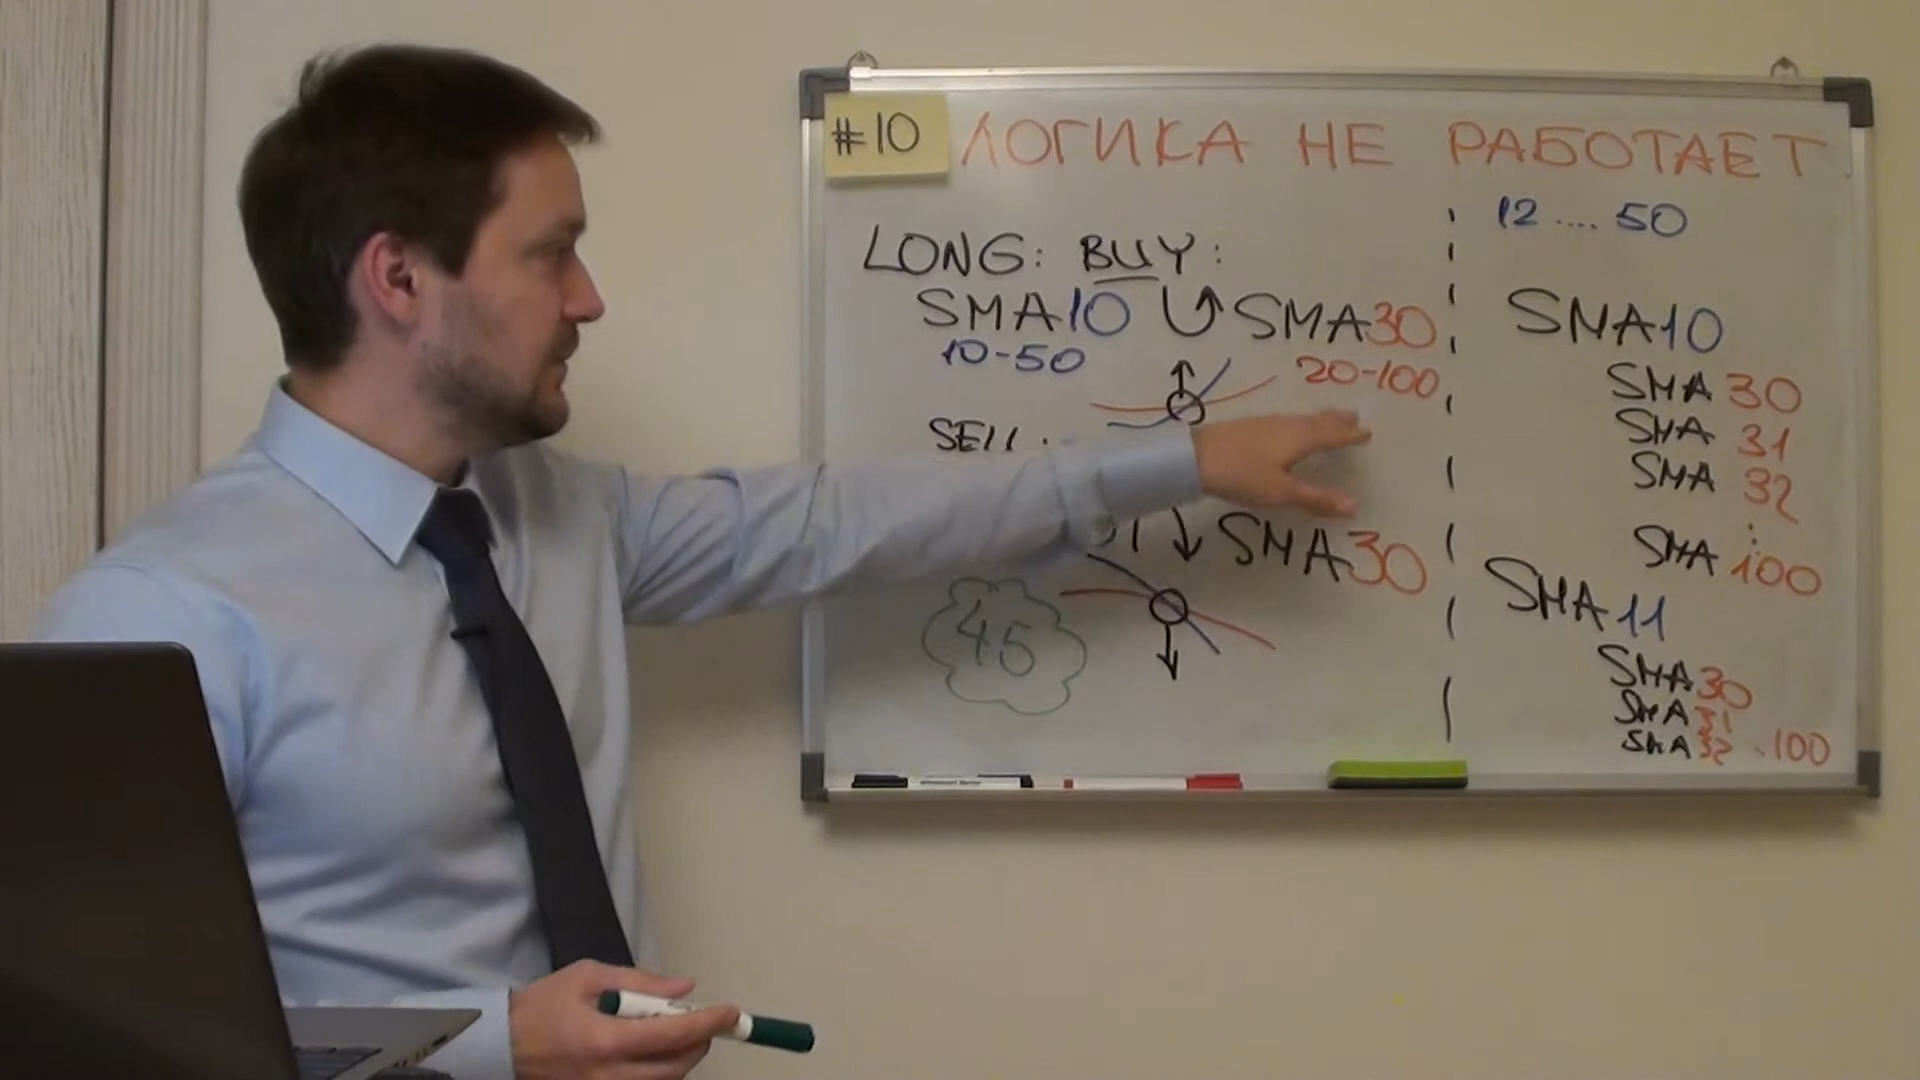 #10 ЛОГИКА НЕ РАБОТАЕТ
LONG: BUY:
SMA10 SMA30
10-50
20-100
SELL:
SMA30
45
12 .... 50
SMA10
SMA 30
SMA 31
SMA 32
SMA 100
SMA 11
SMA 30
SMA 31
SMA 32 .100